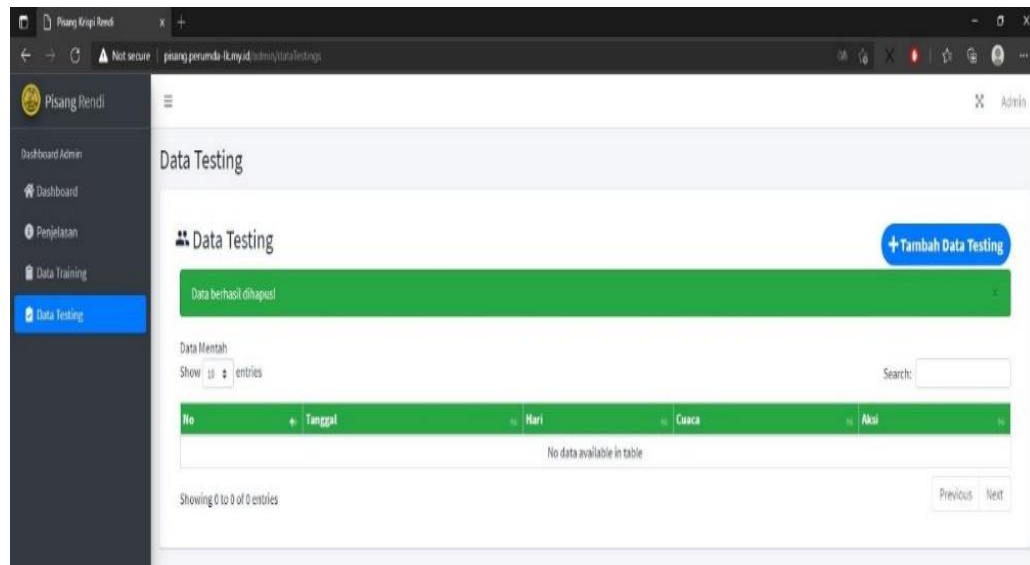 Pisang Krispi Rendi
Not secure | pisang.perumda-lk.my.id/admin/dataTestings
Pisang Rendi
Admin
Dashboard Admin
Dashboard
Penjelasan
Data Training
Data Testing
Data Testing
Data Testing
+Tambah Data Testing
Data berhasil dihapus!
x
Data Mentah
Show 10 entries
Search:
No Tanggal Hari Cuaca Aksi
No data available in table
Showing 0 to 0 of 0 entries
Previous Next